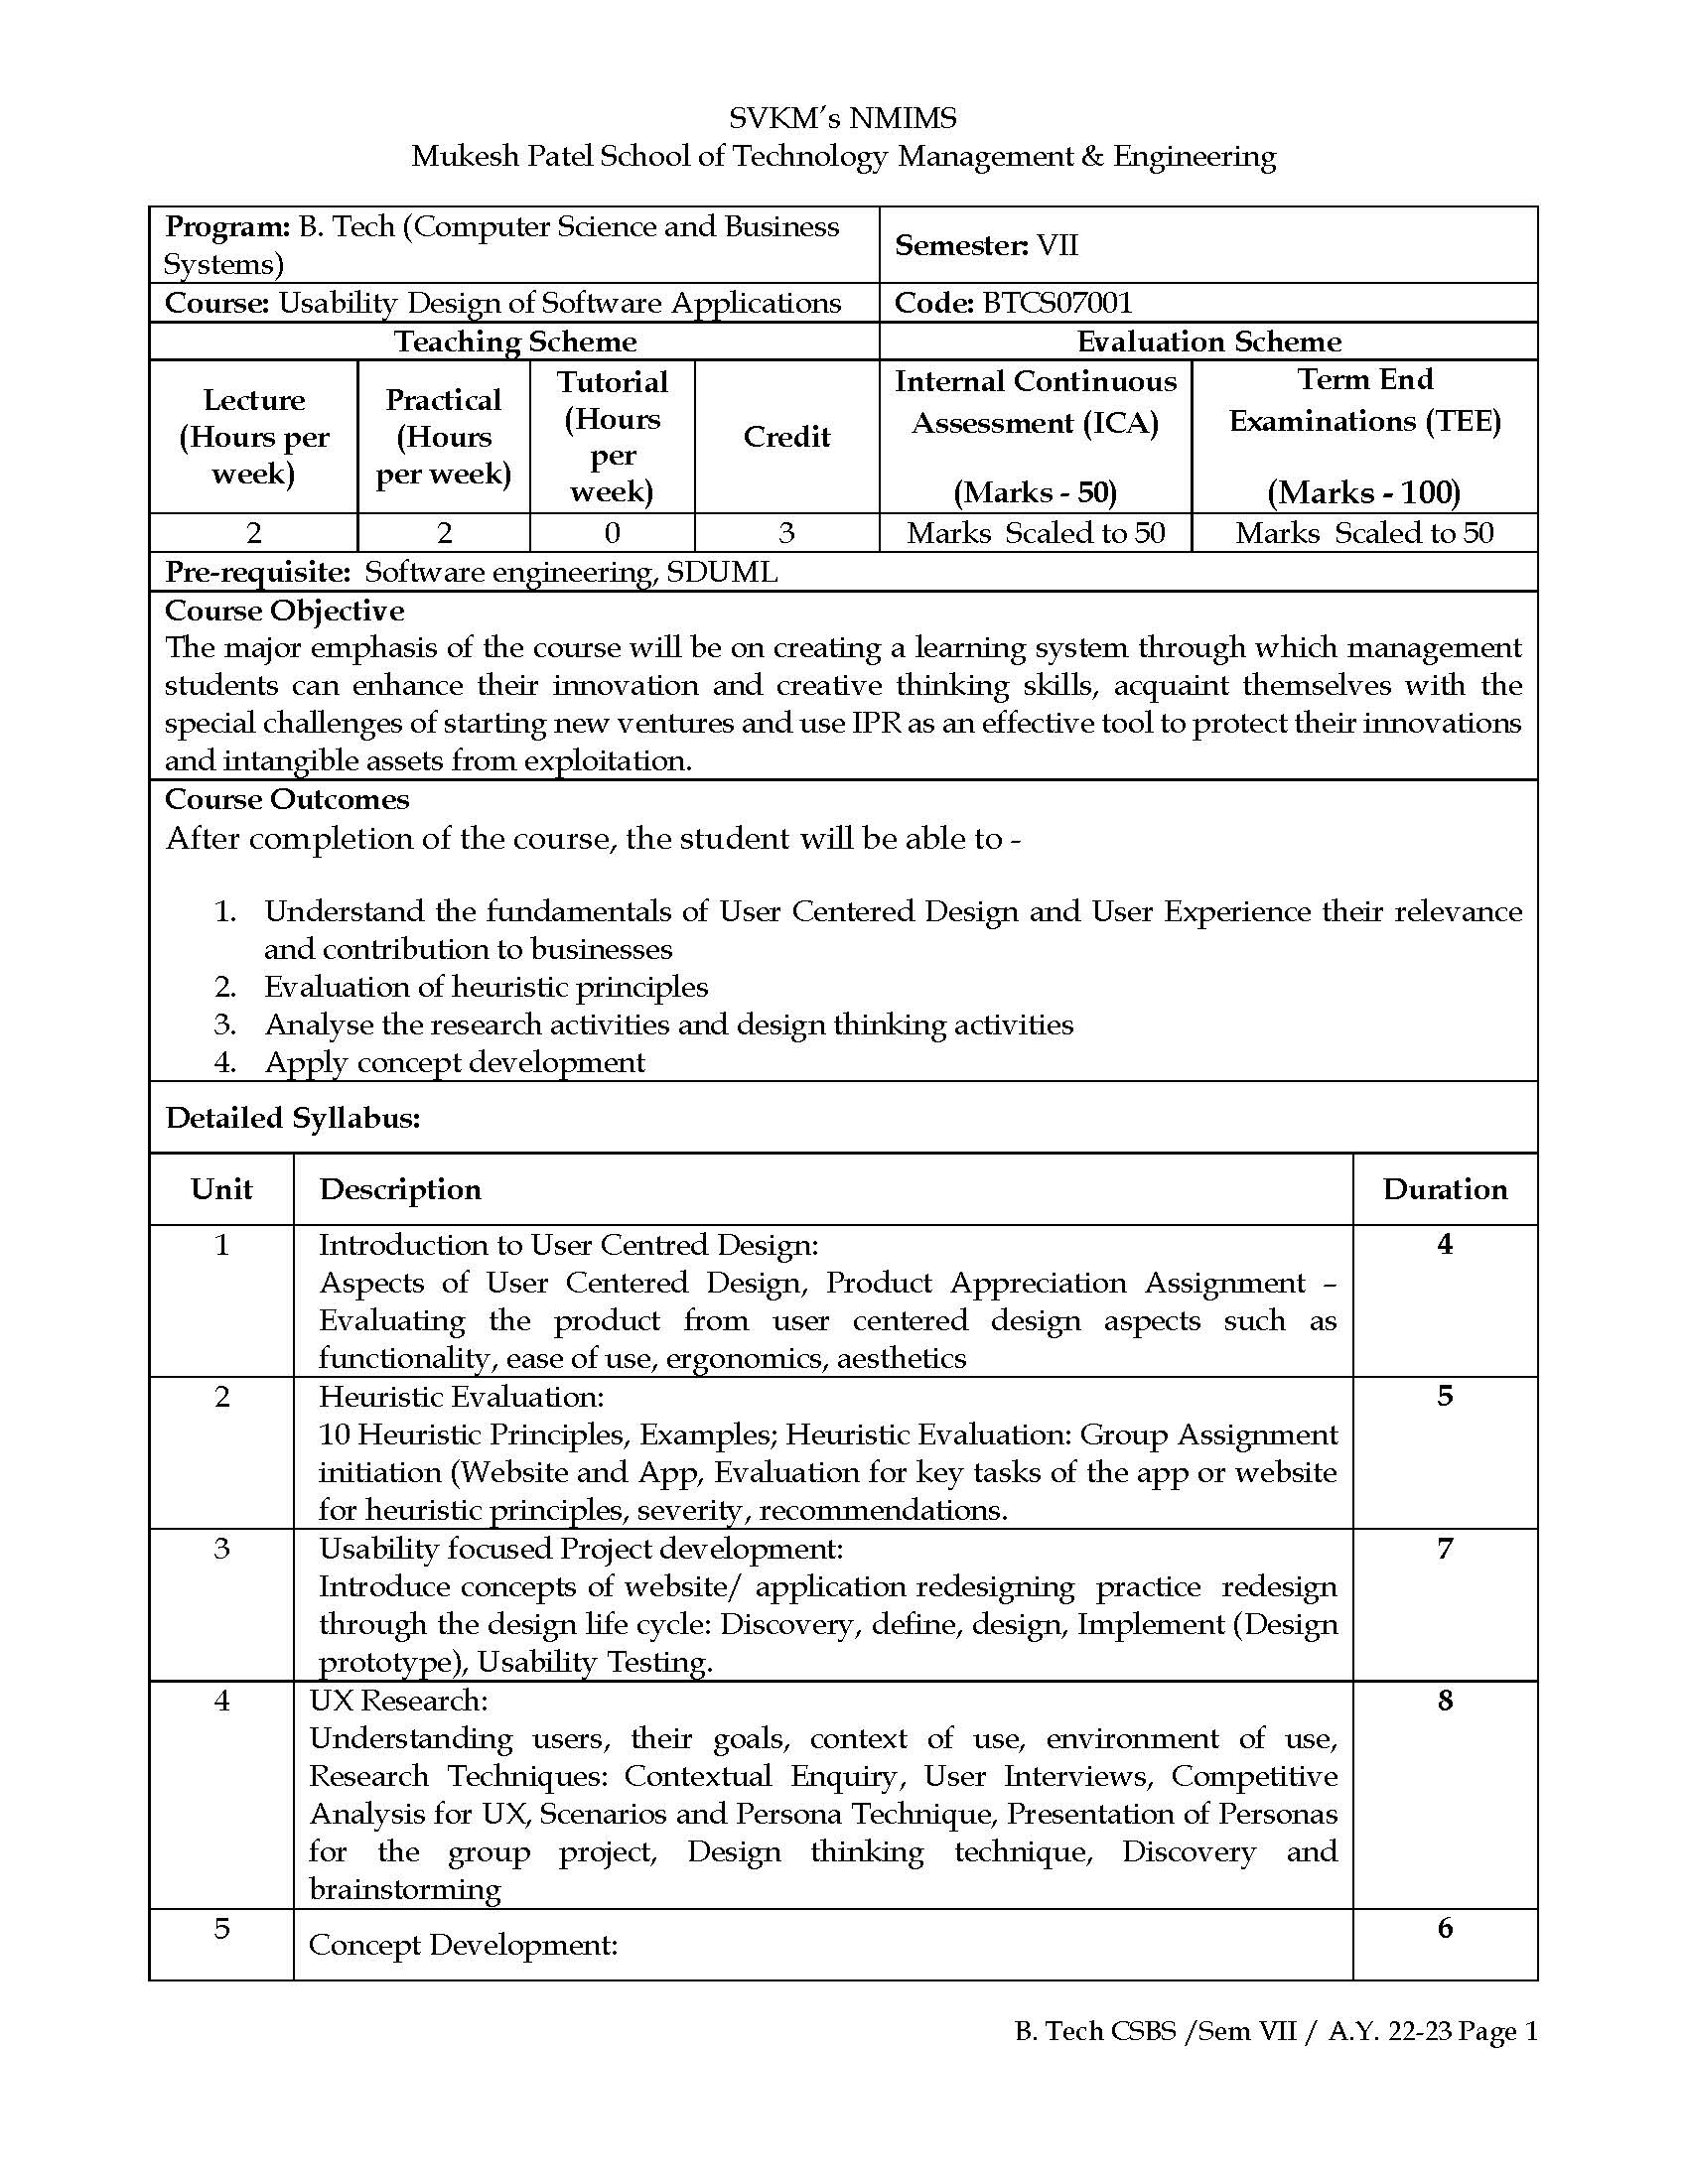 SVKM's NMIMS
Mukesh Patel School of Technology Management & Engineering
Program: B. Tech (Computer Science and Business
Systems)
Semester: VII
Course: Usability Design of Software Applications
Code: BTCS07001
Teaching Scheme
Evaluation Scheme
Lecture
(Hours per
week)
Practical
(Hours
per week)
Tutorial
(Hours
per
week)
Credit
Internal Continuous
Assessment (ICA)
(Marks - 50)
Term End
Examinations (TEE)
(Marks - 100)
2
2
0
3
Marks Scaled to 50
Marks Scaled to 50
Pre-requisite: Software engineering, SDUML
Course Objective
The major emphasis of the course will be on creating a learning system through which management
students can enhance their innovation and creative thinking skills, acquaint themselves with the
special challenges of starting new ventures and use IPR as an effective tool to protect their innovations
and intangible assets from exploitation.
Course Outcomes
After completion of the course, the student will be able to -
1. Understand the fundamentals of User Centered Design and User Experience their relevance
and contribution to businesses
2. Evaluation of heuristic principles
3. Analyse the research activities and design thinking activities
4. Apply concept development
Detailed Syllabus:
Unit
Description
Duration
1
Introduction to User Centred Design:
Aspects of User Centered Design, Product Appreciation Assignment –
Evaluating the product from user centered design aspects such as
functionality, ease of use, ergonomics, aesthetics
4
2
Heuristic Evaluation:
10 Heuristic Principles, Examples; Heuristic Evaluation: Group Assignment
initiation (Website and App, Evaluation for key tasks of the app or website
for heuristic principles, severity, recommendations.
5
3
Usability focused Project development:
Introduce concepts of website/ application redesigning practice redesign
through the design life cycle: Discovery, define, design, Implement (Design
prototype), Usability Testing.
7
4
UX Research:
Understanding users, their goals, context of use, environment of use,
Research Techniques: Contextual Enquiry, User Interviews, Competitive
Analysis for UX, Scenarios and Persona Technique, Presentation of Personas
for the group project, Design thinking technique, Discovery and
brainstorming
8
5
Concept Development:
6
B. Tech CSBS /Sem VII / A.Y. 22-23 Page 1